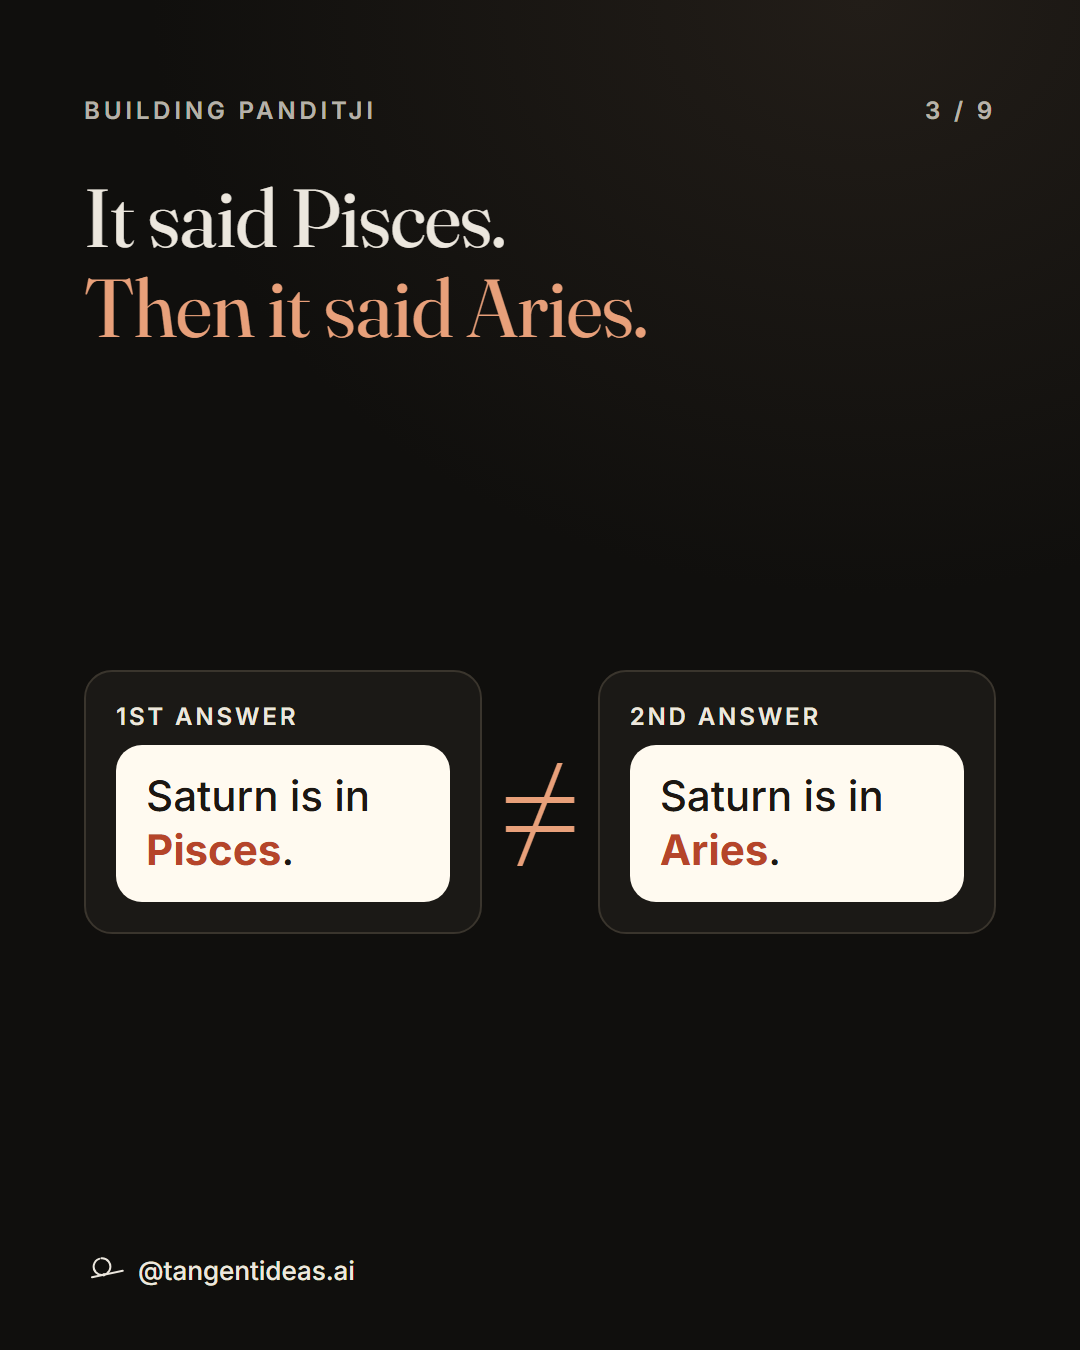 BUILDING PANDITJI
3 / 9
It said Pisces.
Then it said Aries.
1ST ANSWER
Saturn is in
Pisces.
≠
2ND ANSWER
Saturn is in
Aries.
@tangentideas.ai